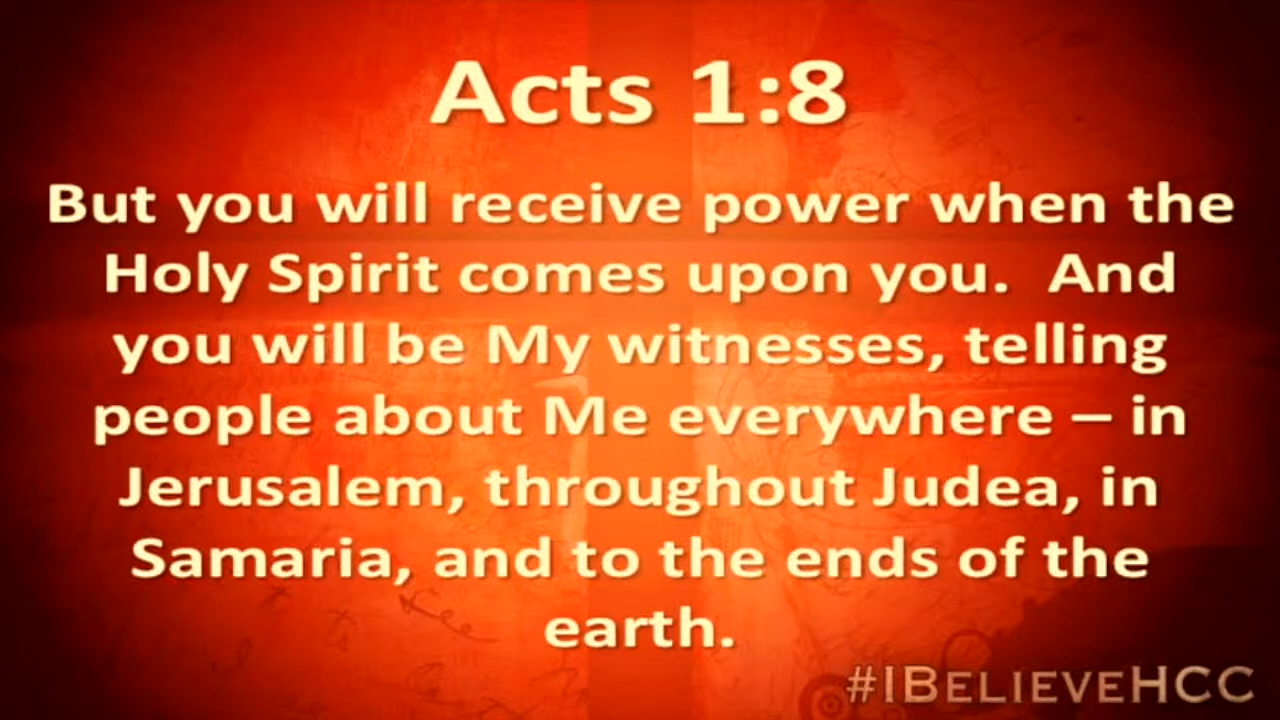 Acts 1:8
But you will receive power when the
Holy Spirit comes upon you.  And
you will be My witnesses, telling
people about Me everywhere – in
Jerusalem, throughout Judea, in
Samaria, and to the ends of the
earth.
#IBelieveHCC